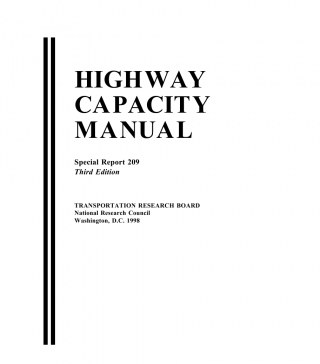 HIGHWAY
CAPACITY
MANUAL
Special Report 209
Third Edition
TRANSPORTATION RESEARCH BOARD
National Research Council
Washington, D.C. 1998